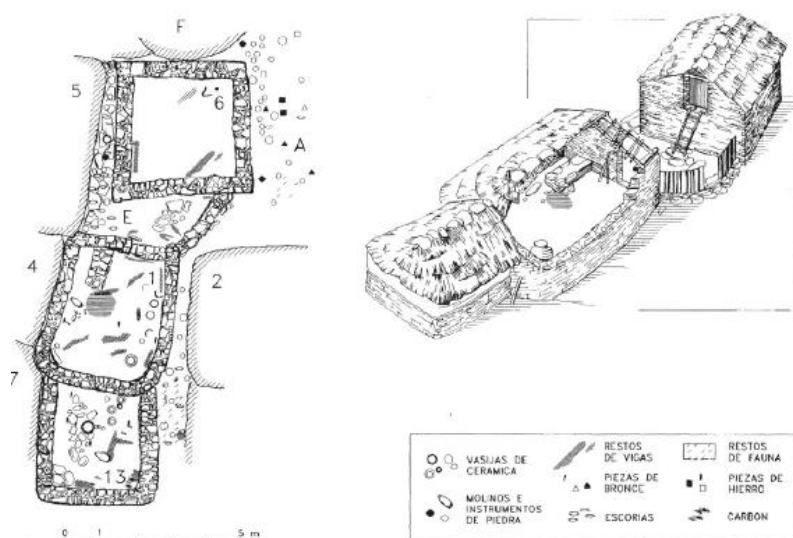 F
5
6
A
E
4
1
2
7
13
0 1 5 m
VASIJAS DE
CERAMICA
MOLINOS E
INSTRUMENTOS
DE PIEDRA
RESTOS
DE VIGAS
PIEZAS DE
BRONCE
ESCORIAS
RESTOS
DE FAUNA
PIEZAS DE
HIERRO
CARBON